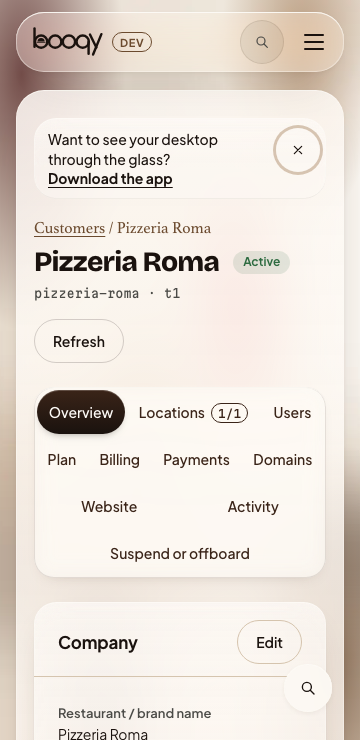 booqy DEV
Want to see your desktop
through the glass?
Download the app
Customers / Pizzeria Roma
Pizzeria Roma Active
pizzeria-roma · t1
Refresh
Overview Locations 1/1 Users
Plan Billing Payments Domains
Website Activity
Suspend or offboard
Company Edit
Restaurant / brand name
Pizzeria Roma